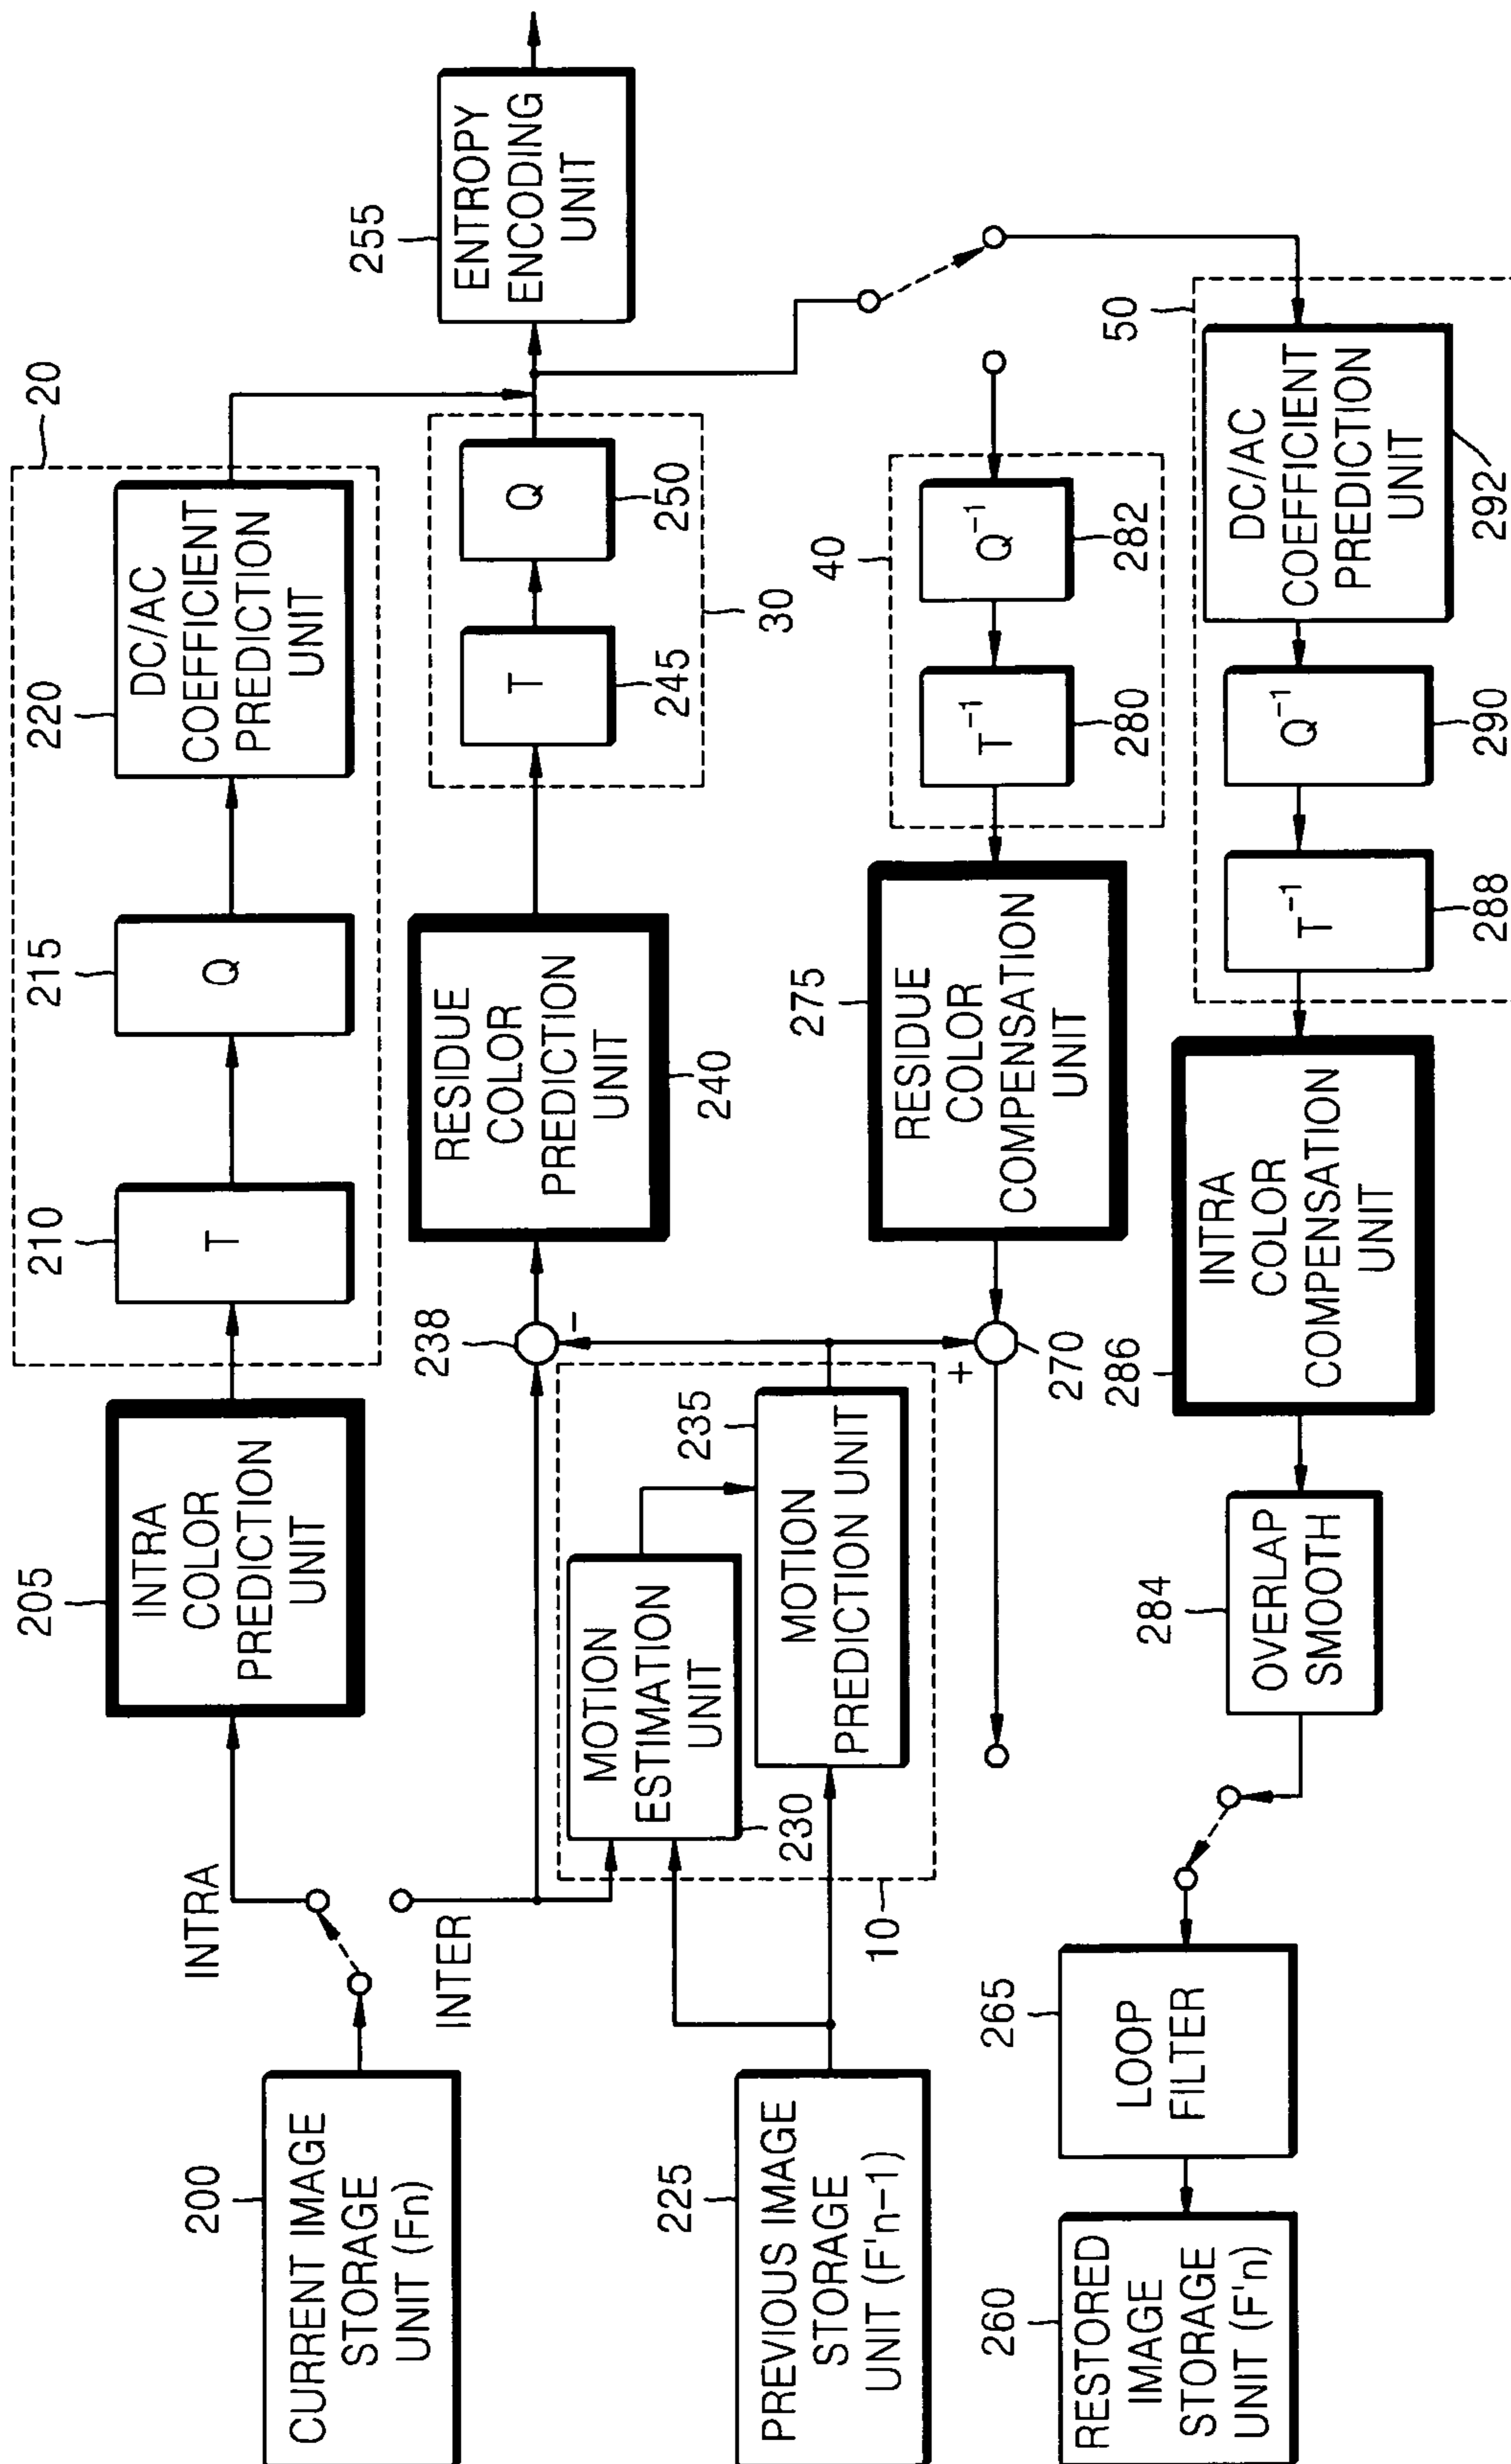 200
CURRENT IMAGE
STORAGE
UNIT (Fn)
INTRA
INTER
205
INTRA
COLOR
PREDICTION
UNIT
210
T
215
Q
220
DC/AC
COEFFICIENT
PREDICTION
UNIT
20
225
PREVIOUS IMAGE
STORAGE
UNIT (F'n−1)
10
MOTION
ESTIMATION
UNIT
230
235
MOTION
PREDICTION UNIT
238
−
RESIDUE
COLOR
PREDICTION
UNIT
240
T
245
Q
250
30
255
ENTROPY
ENCODING
UNIT
+
270
275
RESIDUE
COLOR
COMPENSATION
UNIT
40
T⁻¹
280
Q⁻¹
282
260
RESTORED
IMAGE
STORAGE
UNIT (F'n)
265
LOOP
FILTER
284
OVERLAP
SMOOTH
286
INTRA
COLOR
COMPENSATION
UNIT
50
T⁻¹
288
Q⁻¹
290
DC/AC
COEFFICIENT
PREDICTION
UNIT
292